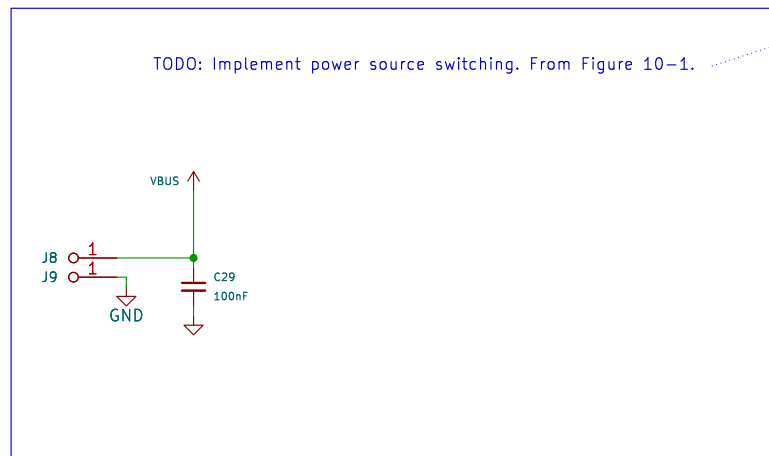 TODO: Implement power source switching. From Figure 10-1.
VBUS
J8 1
J9 1
C29
100nF
GND